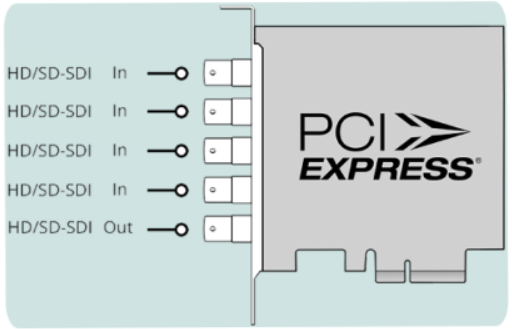 HD/SD-SDI In
HD/SD-SDI In
HD/SD-SDI In
HD/SD-SDI In
HD/SD-SDI Out
PCI
EXPRESS®